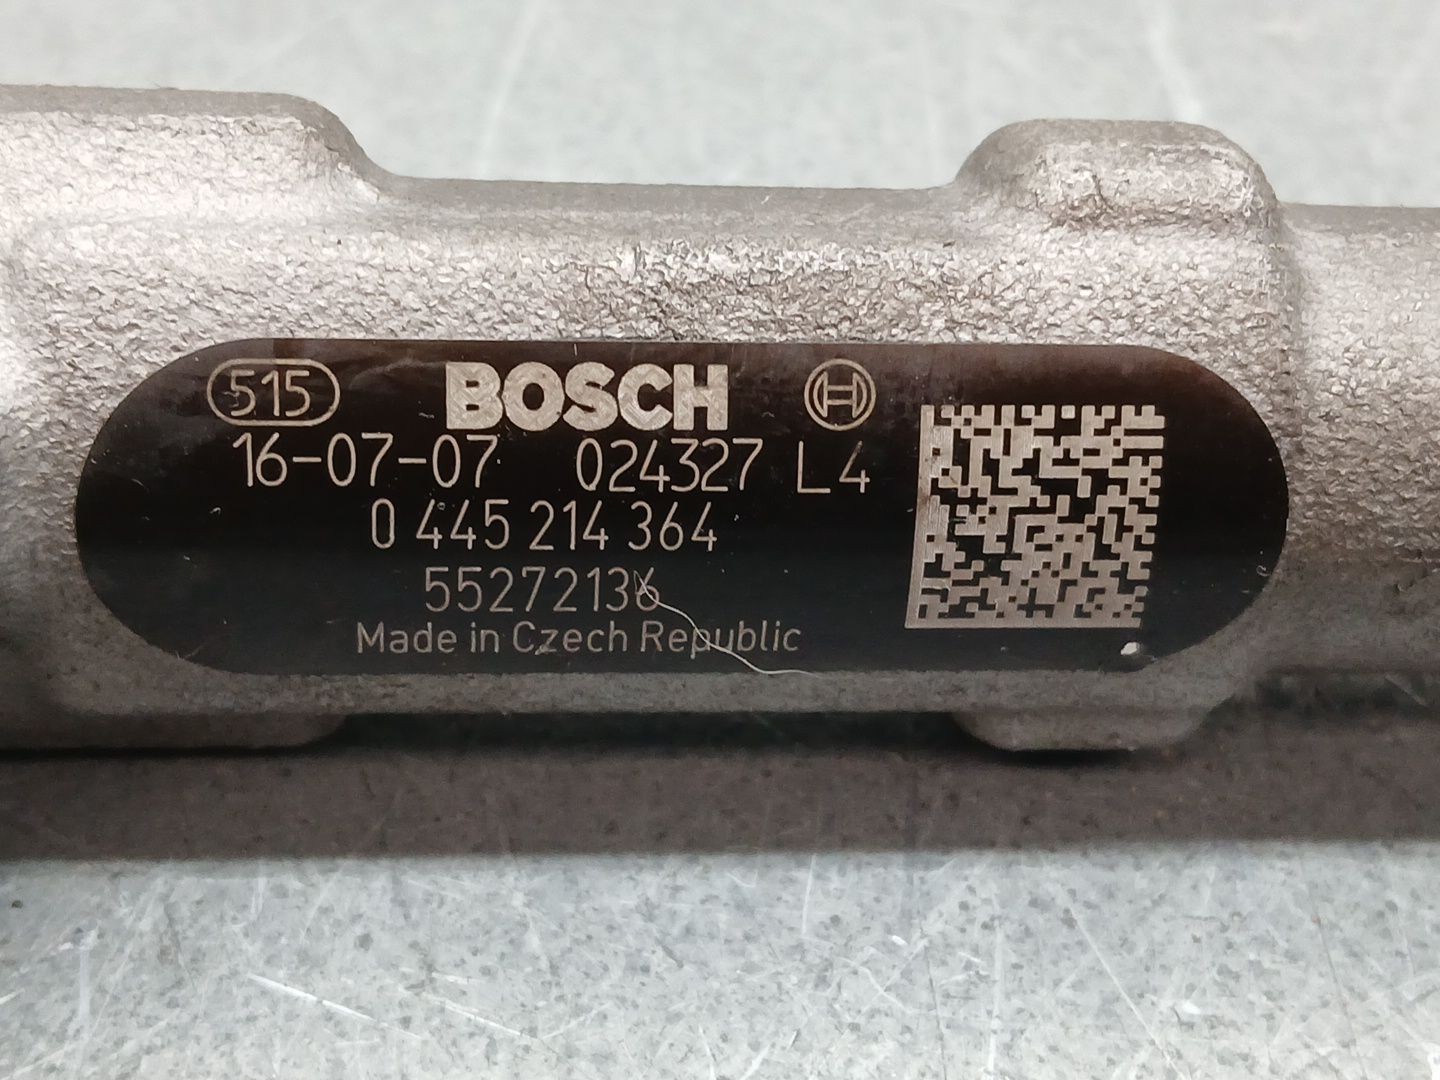 515 BOSCH
16-07-07 024327 L4
0 445 214 364
55272136
Made in Czech Republic